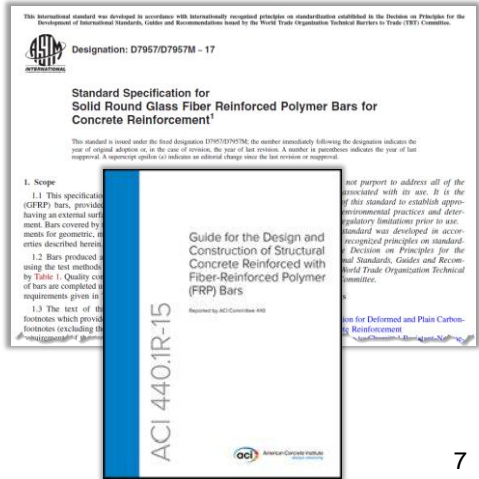 This international standard was developed in accordance with internationally recognized principles on standardization established in the Decision on Principles for the
Development of International Standards, Guides and Recommendations issued by the World Trade Organization Technical Barriers to Trade (TBT) Committee.
ASTM
INTERNATIONAL
Designation: D7957/D7957M – 17
Standard Specification for
Solid Round Glass Fiber Reinforced Polymer Bars for
Concrete Reinforcement1
This standard is issued under the fixed designation D7957/D7957M; the number immediately following the designation indicates the
year of original adoption or, in the case of revision, the year of last revision. A number in parentheses indicates the year of last
reapproval. A superscript epsilon (ε) indicates an editorial change since the last revision or reapproval.
1. Scope
1.1 This specification
(GFRP) bars, provided
having an external surf
ment. Bars covered by
ments for geometric, m
erties described herein.
1.2 Bars produced a
using the test methods
by Table 1. Quality con
of bars are completed
requirements given in
1.3 The text of the
footnotes which provide
footnotes (excluding th
not purport to address all of the
associated with its use. It is the
of this standard to establish appro-
environmental practices and deter-
regulatory limitations prior to use.
standard was developed in accor-
recognized principles on standard-
Decision on Principles for the
nal Standards, Guides and Recom-
World Trade Organization Technical
Committee.
on for Deformed and Plain Carbon-
Reinforcement
Guide for the Design and
Construction of Structural
Concrete Reinforced with
Fiber-Reinforced Polymer
(FRP) Bars
Reported by ACI Committee 440
ACI 440.1R-15
aci
American Concrete Institute
7